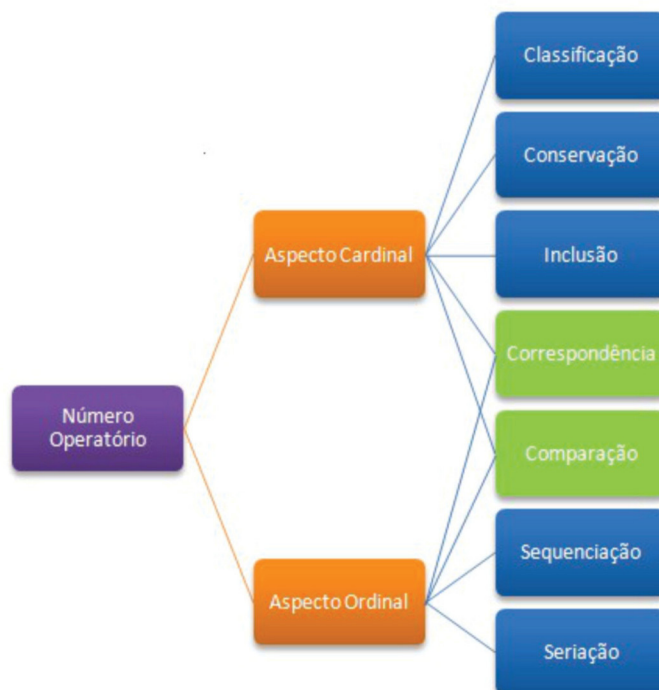 Classificação
Conservação
Aspecto Cardinal
Inclusão
Correspondência
Número
Operatório
Comparação
Sequenciação
Aspecto Ordinal
Seriação